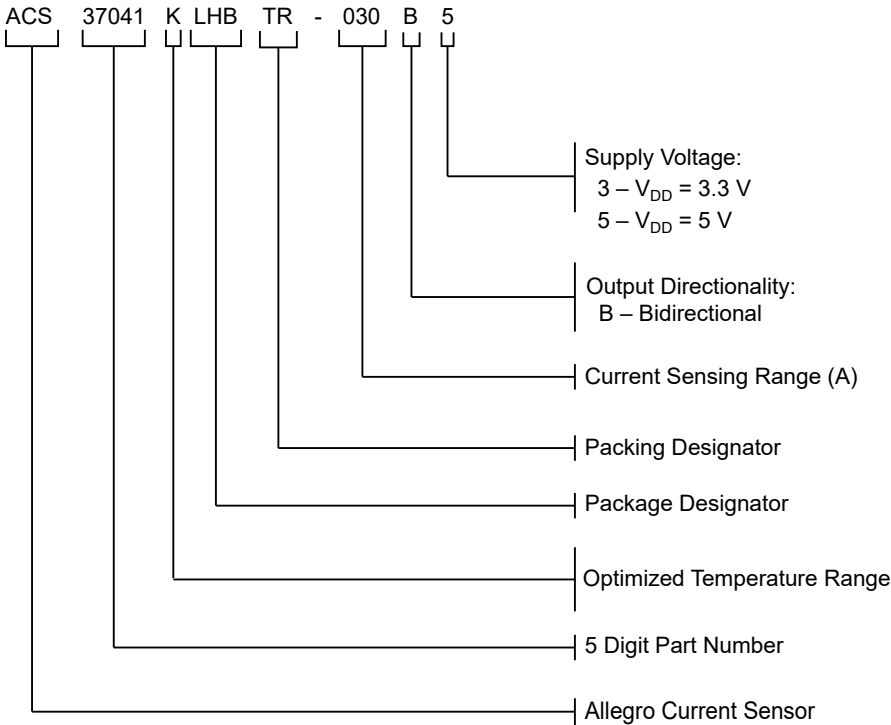 ACS 37041 K LHB TR - 030 B 5
Supply Voltage:
3 – VDD = 3.3 V
5 – VDD = 5 V
Output Directionality:
B – Bidirectional
Current Sensing Range (A)
Packing Designator
Package Designator
Optimized Temperature Range
5 Digit Part Number
Allegro Current Sensor